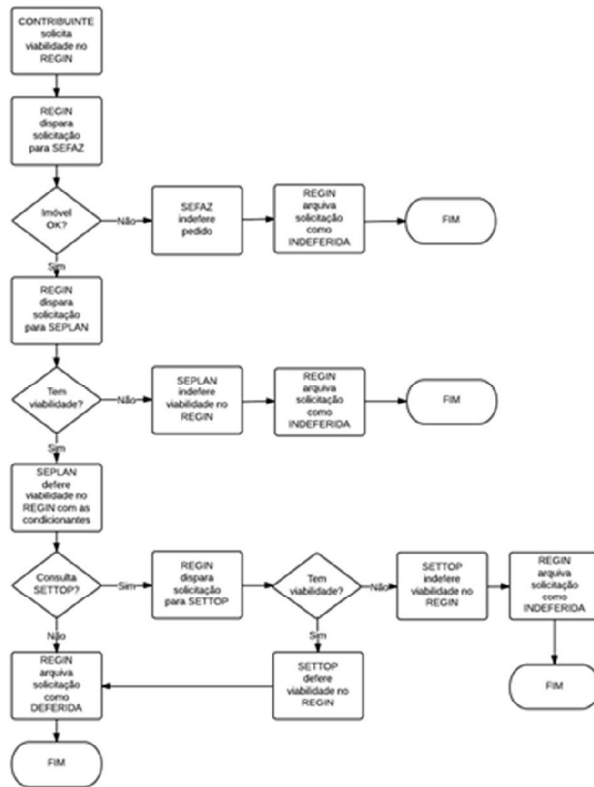 CONTRIBUINTE
solicita
viabilidade no
REGIN
REGIN
dispara
solicitação
para SEFAZ
Imóvel
OK?
Não
SEFAZ
indefere
pedido
REGIN
arquiva
solicitação
como
INDEFERIDA
FIM
Sim
REGIN
dispara
solicitação
para SEPLAN
Tem
viabilidade?
Não
SEPLAN
indefere
viabilidade no
REGIN
REGIN
arquiva
solicitação
como
INDEFERIDA
FIM
Sim
SEPLAN
defere
viabilidade no
REGIN com as
condicionantes
Consulta
SETTOP?
Sim
REGIN
dispara
solicitação
para SETTOP
Tem
viabilidade?
Não
SETTOP
indefere
viabilidade no
REGIN
REGIN
arquiva
solicitação
como
INDEFERIDA
Não
Sim
REGIN
arquiva
solicitação
como
DEFERIDA
SETTOP
defere
viabilidade no
REGIN
FIM
FIM